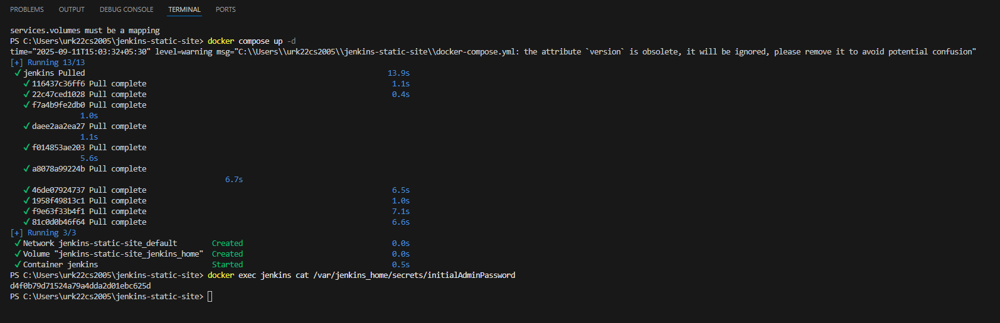 PROBLEMS OUTPUT DEBUG CONSOLE TERMINAL PORTS
services.volumes must be a mapping
PS C:\Users\urk22cs2005\jenkins-static-site> docker compose up -d
time="2025-09-11T15:03:32+05:30" level=warning msg="C:\\Users\\urk22cs2005\\jenkins-static-site\\docker-compose.yml: the attribute `version` is obsolete, it will be ignored, please remove it to avoid potential confusion"
[+] Running 13/13
✓ jenkins Pulled 13.9s
✓ 116437c36ff6 Pull complete 1.1s
✓ 22c47ced1028 Pull complete 0.4s
✓ f7a4b9fe2db0 Pull complete
1.0s
✓ daee2aa2ea27 Pull complete
1.1s
✓ f014853ae203 Pull complete
5.6s
✓ a8078a99224b Pull complete
6.7s
✓ 46de07924737 Pull complete 6.5s
✓ 1958f49813c1 Pull complete 1.0s
✓ f9e63f33b4f1 Pull complete 7.1s
✓ 81c0d0b46f64 Pull complete 6.6s
[+] Running 3/3
✓ Network jenkins-static-site_default Created 0.0s
✓ Volume "jenkins-static-site_jenkins_home" Created 0.0s
✓ Container jenkins Started 0.5s
PS C:\Users\urk22cs2005\jenkins-static-site> docker exec jenkins cat /var/jenkins_home/secrets/initialAdminPassword
d4f0b79d71524a79a4dda2d01ebc625d
PS C:\Users\urk22cs2005\jenkins-static-site>